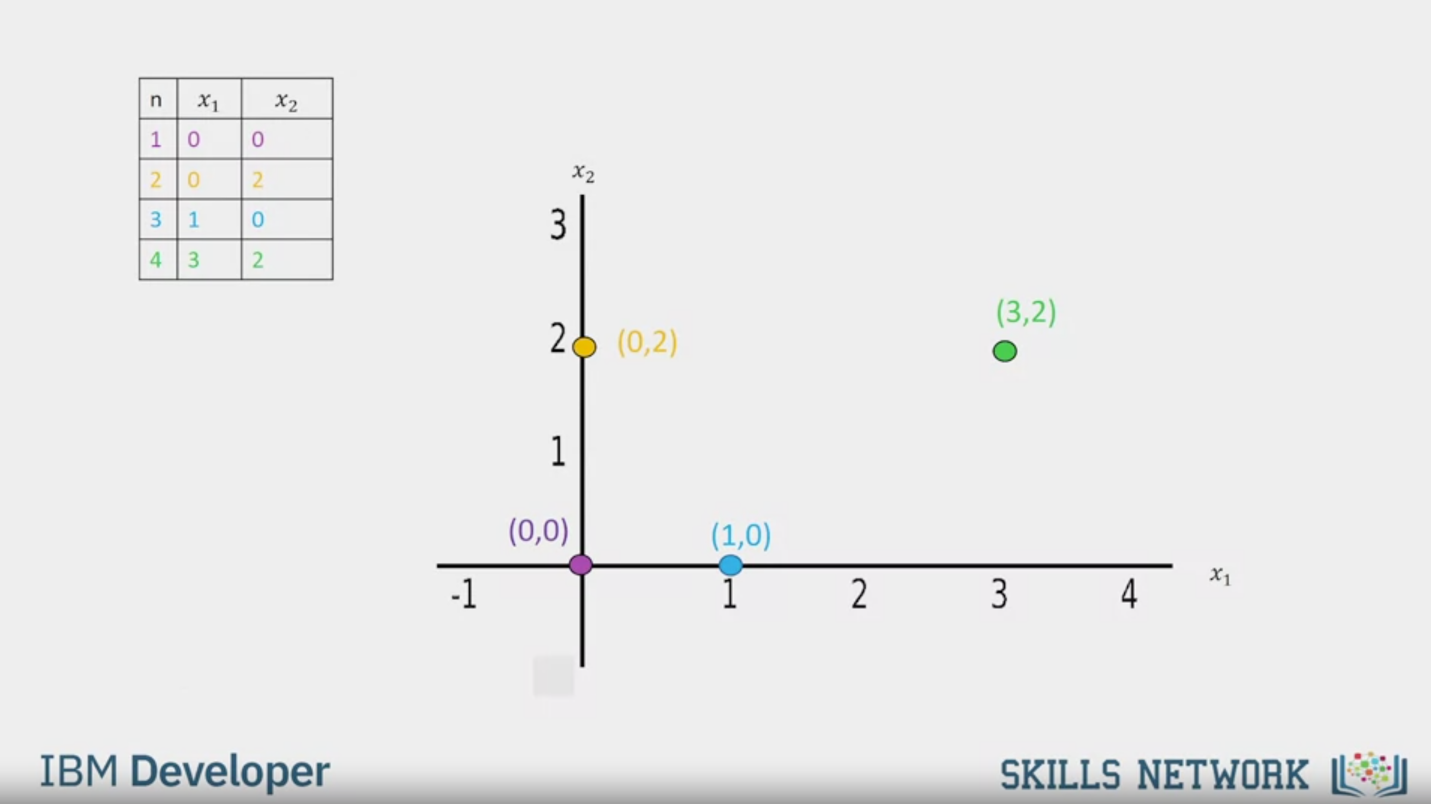 n x₁ x₂
1 0 0
2 0 2
3 1 0
4 3 2
x₂
3
(3,2)
2 (0,2)
1
(0,0) (1,0)
x₁
-1 1 2 3 4
IBM Developer
SKILLS NETWORK